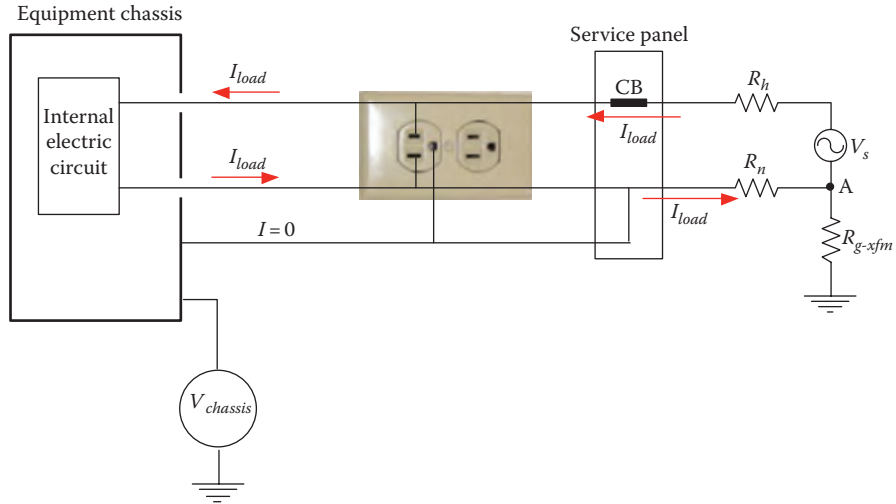 Equipment chassis
Service panel
I_load
CB
R_h
Internal
electric
circuit
I_load
V_s
I_load
R_n
A
I_load
I = 0
R_g-xfm
V_chassis